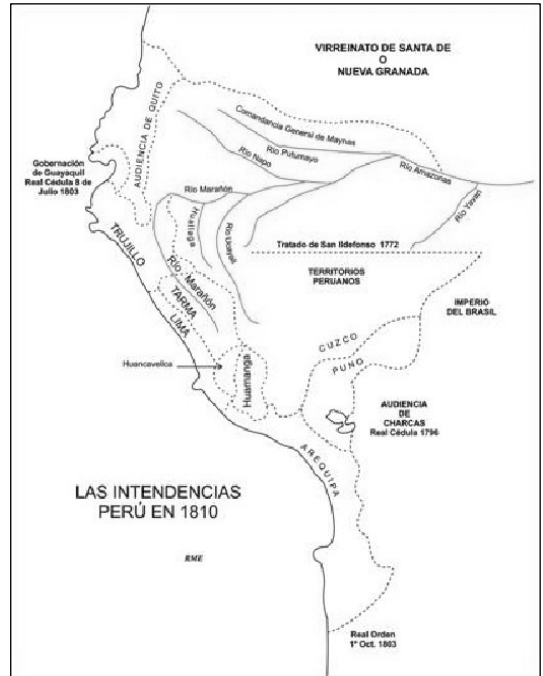 VIRREINATO DE SANTA DE
O
NUEVA GRANADA
AUDIENCIA DE QUITO
Comandancia General de Maynas
Río Putumayo
Río Napo
Río Amazonas
Gobernación
de Guayaquil
Real Cédula 8 de
Julio 1803
Río Marañón
Huallaga
Río Ucayali
Río Yavari
TRUJILLO
Tratado de San Ildefonso 1772
TERRITORIOS
PERUANOS
Río Marañón
TARMA
LIMA
IMPERIO
DEL BRASIL
CUZCO
PUNO
Huancavelica
Huamanga
AUDIENCIA
DE
CHARCAS
Real Cédula 1796
AREQUIPA
LAS INTENDENCIAS
PERÚ EN 1810
RME
Real Orden
1º Oct. 1803